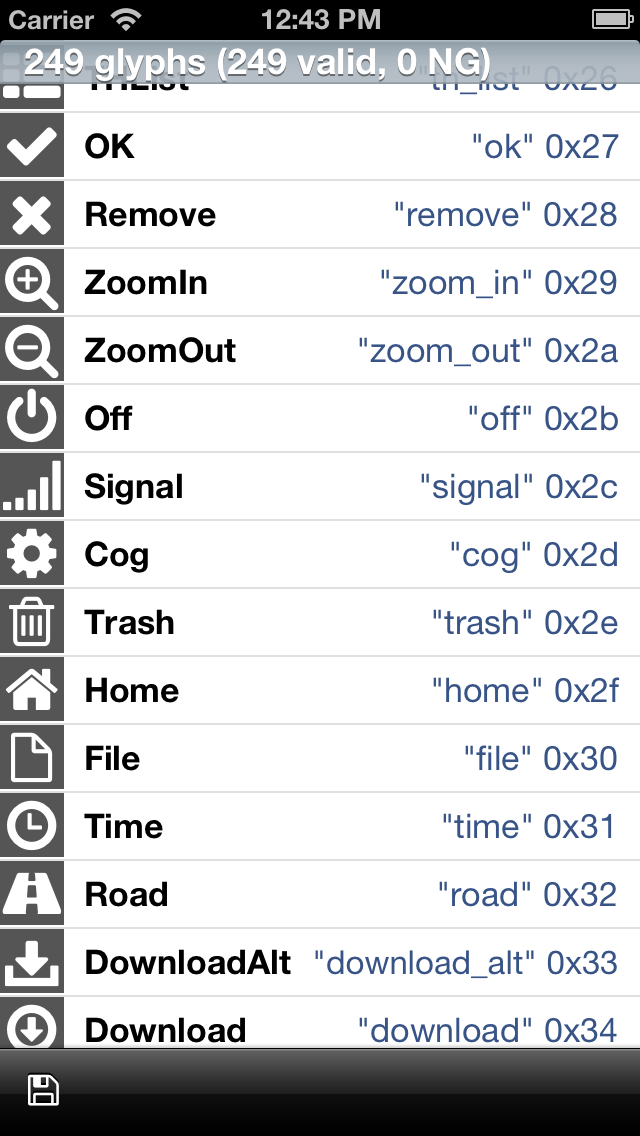 Carrier 12:43 PM
249 glyphs (249 valid, 0 NG)
ThList "th_list" 0x26
OK "ok" 0x27
Remove "remove" 0x28
ZoomIn "zoom_in" 0x29
ZoomOut "zoom_out" 0x2a
Off "off" 0x2b
Signal "signal" 0x2c
Cog "cog" 0x2d
Trash "trash" 0x2e
Home "home" 0x2f
File "file" 0x30
Time "time" 0x31
Road "road" 0x32
DownloadAlt "download_alt" 0x33
Download "download" 0x34